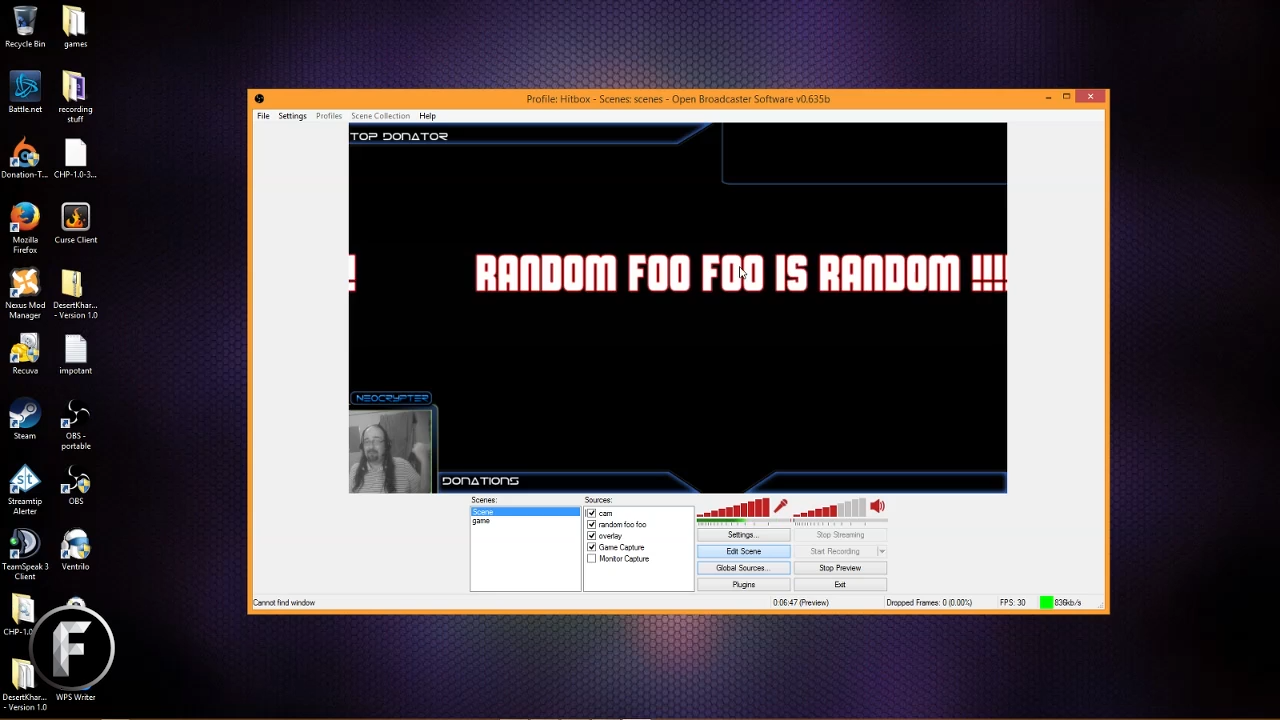 Recycle Bin
games
Battle.net
recording
stuff
Donation-T...
CHP-1.0-3...
Mozilla
Firefox
Curse Client
Nexus Mod
Manager
DesertKhar...
- Version 1.0
Recuva
impotant
Steam
OBS -
portable
Streamtip
Alerter
OBS
TeamSpeak 3
Client
Ventrilo
CHP-1.0
F
DesertKhar...
- Version 1.0
WPS Writer
Profile: Hitbox - Scenes: scenes - Open Broadcaster Software v0.635b
File Settings Profiles Scene Collection Help
TOP DONATOR
! RANDOM FOO FOO IS RANDOM !!!!
NEOCRYPTER
DONATIONS
Scenes:
Scene
game
Sources:
cam
random foo foo
overlay
Game Capture
Monitor Capture
Settings... Stop Streaming
Edit Scene Start Recording
Global Sources... Stop Preview
Plugins Exit
Cannot find window 0:06:47 (Preview) Dropped Frames: 0 (0.00%) FPS: 30 836kb/s